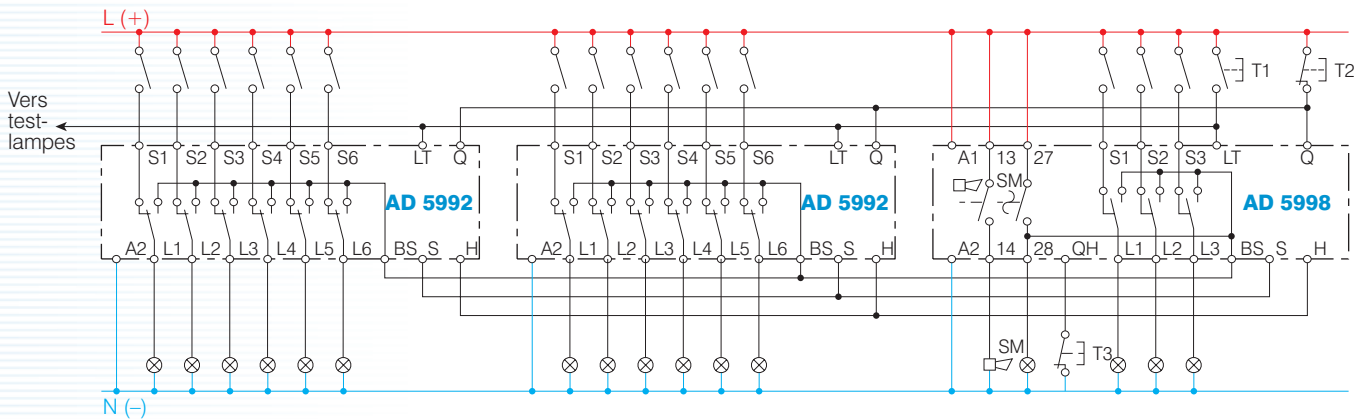 L (+)
T1
T2
Vers
test-
lampes
S1 S2 S3 S4 S5 S6 LT Q
S1 S2 S3 S4 S5 S6 LT Q
A1 13 27 S1 S2 S3 LT Q
SM
AD 5992
AD 5992
AD 5998
A2 L1 L2 L3 L4 L5 L6 BS S H
A2 L1 L2 L3 L4 L5 L6 BS S H
A2 14 28 QH L1 L2 L3 BS S H
SM
T3
N (–)